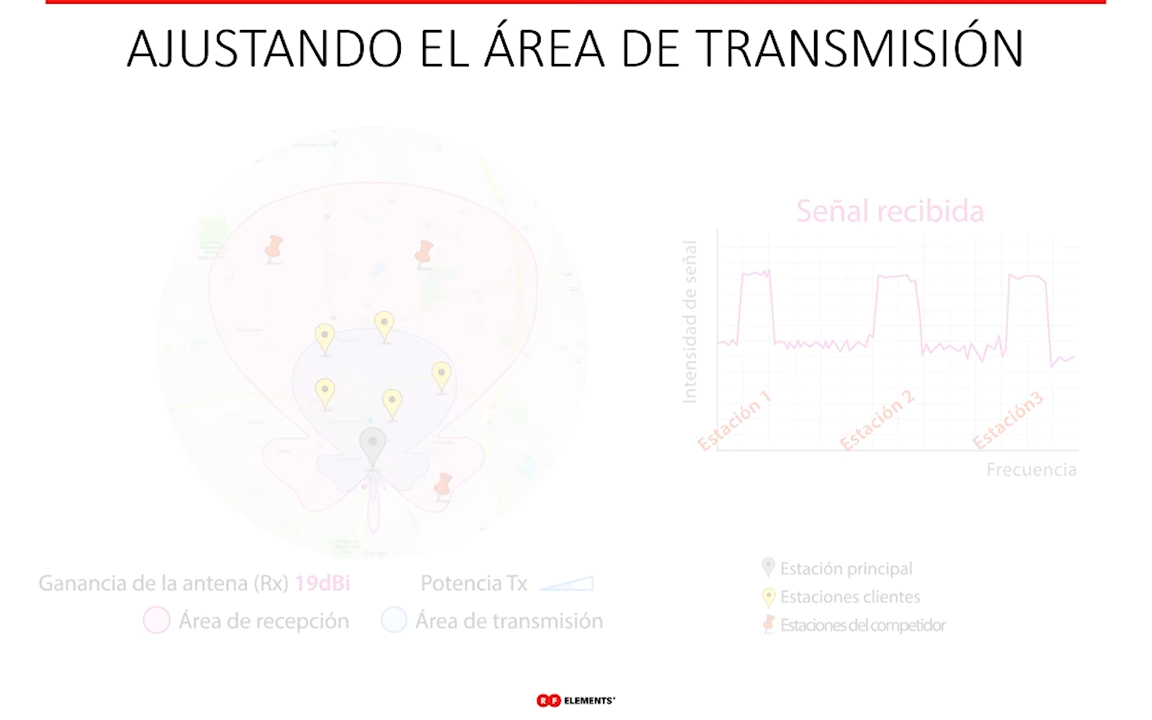 AJUSTANDO EL ÁREA DE TRANSMISIÓN
Señal recibida
Intensidad de señal
Estación 1
Estación 2
Estación3
Frecuencia
Ganancia de la antena (Rx) 19dBi
Potencia Tx
Área de recepción
Área de transmisión
Estación principal
Estaciones clientes
Estaciones del competidor
RF ELEMENTS